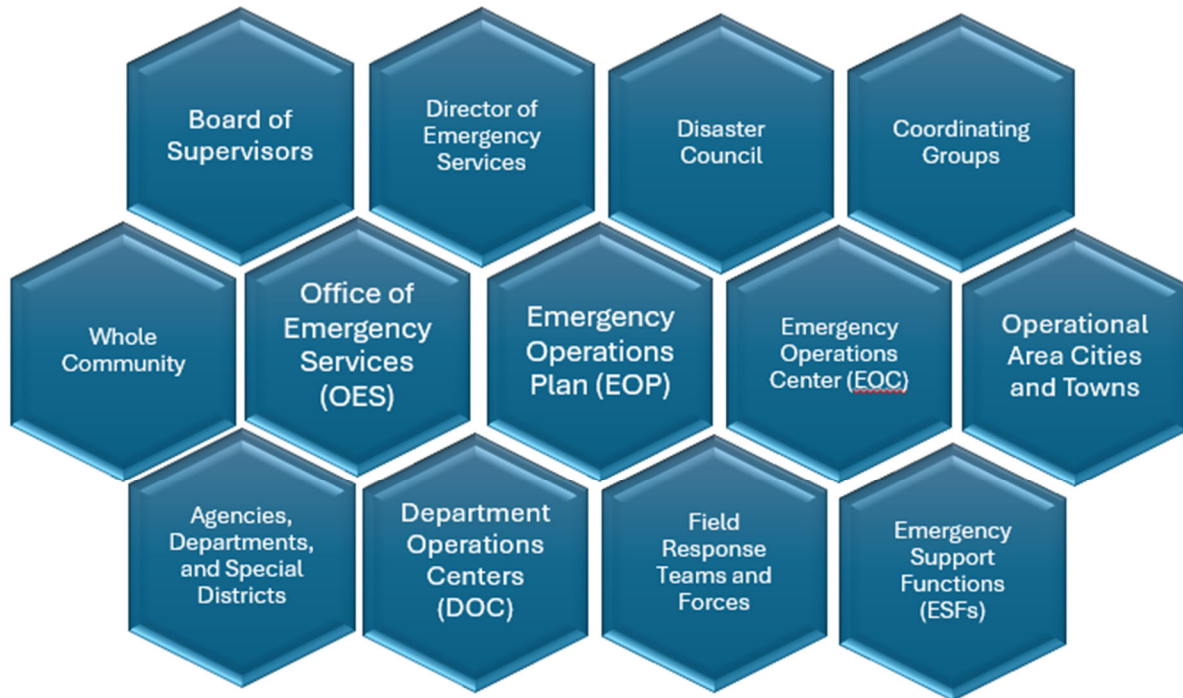 Board of
Supervisors
Director of
Emergency
Services
Disaster
Council
Coordinating
Groups
Whole
Community
Office of
Emergency
Services
(OES)
Emergency
Operations
Plan (EOP)
Emergency
Operations
Center (EOC)
Operational
Area Cities
and Towns
Agencies,
Departments,
and Special
Districts
Department
Operations
Centers
(DOC)
Field
Response
Teams and
Forces
Emergency
Support
Functions
(ESFs)